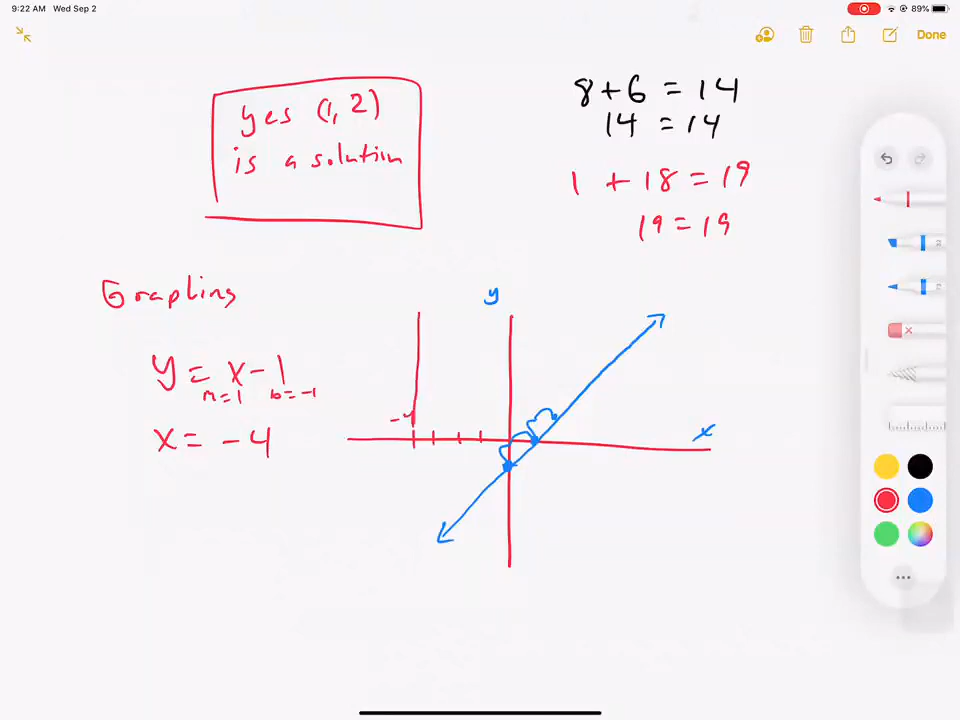 9:22 AM Wed Sep 2
89%
Done
yes (1, 2)
is a solution
8+6 = 14
14 = 14
1 + 18 = 19
19 = 19
Graphing
y = x - 1
m=1 b=-1
x = -4
y
-4
x